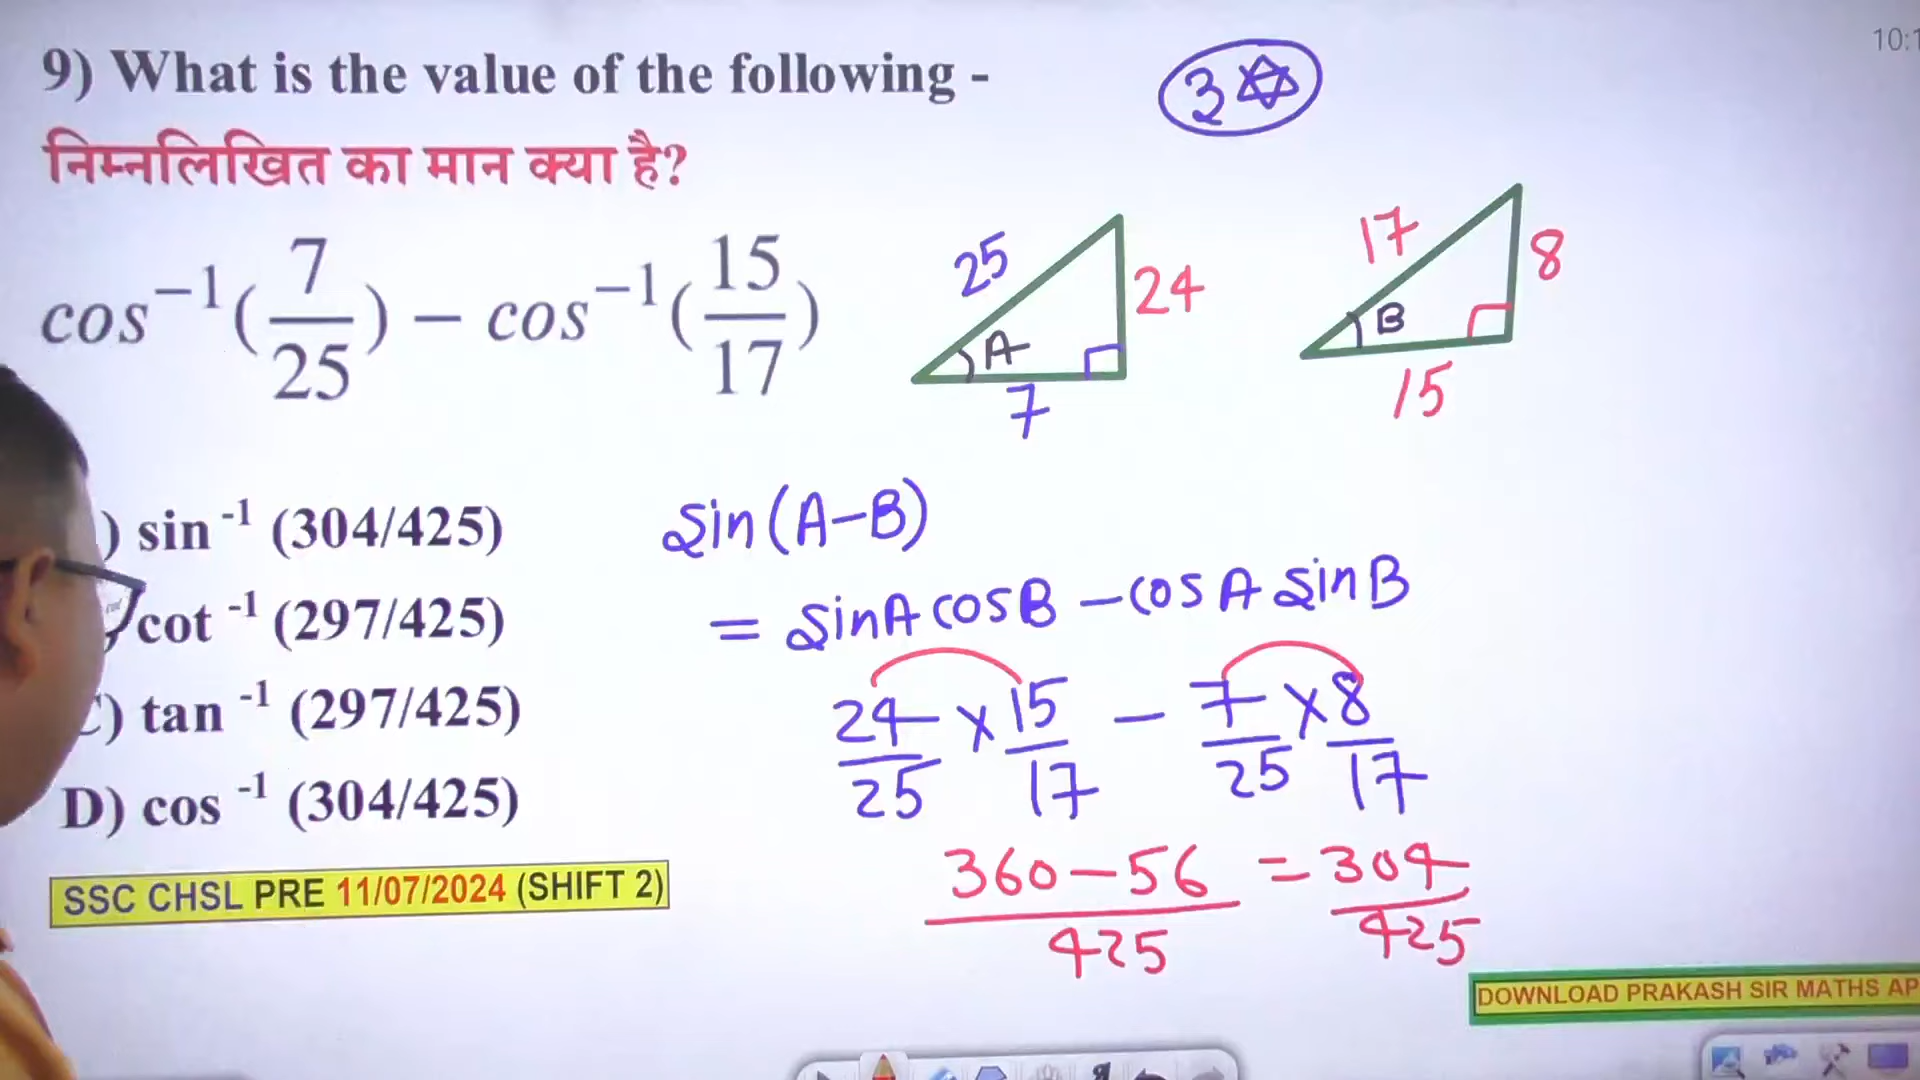 9) What is the value of the following -
निम्नलिखित का मान क्या है?
cos⁻¹(7/25) − cos⁻¹(15/17)
) sin ⁻¹ (304/425)
cot ⁻¹ (297/425)
C) tan ⁻¹ (297/425)
D) cos ⁻¹ (304/425)
SSC CHSL PRE 11/07/2024 (SHIFT 2)
10:1
3
25
24
A
7
17
8
B
15
sin(A−B)
= sinA cosB − cosA sinB
24/25 × 15/17 − 7/25 × 8/17
360−56/425 = 304/425
DOWNLOAD PRAKASH SIR MATHS AP